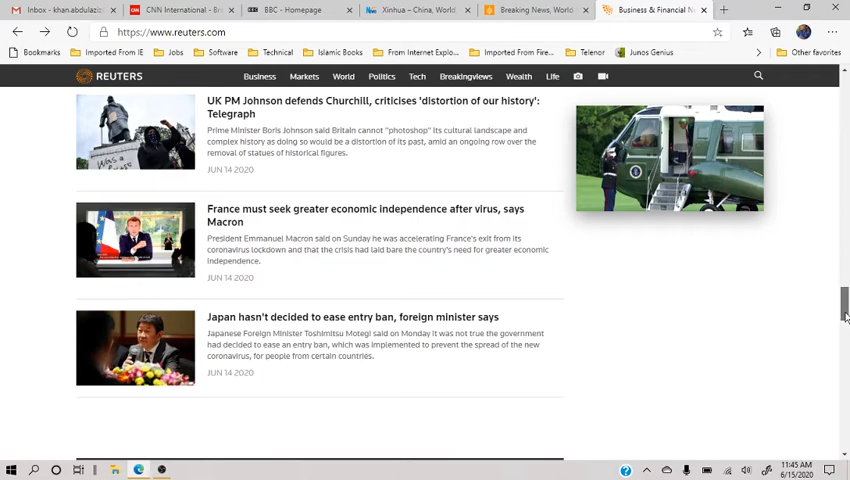 Inbox - khan.abdulazi
CNN International - Bre
BBC - Homepage
Xinhua – China, World
Breaking News, World
Business & Financial N
https://www.reuters.com
Bookmarks
Imported From IE
Jobs
Software
Technical
Islamic Books
From Internet Explo...
Imported From Fire...
Telenor
Junos Genius
Other favorites
REUTERS
Business
Markets
World
Politics
Tech
Breakingviews
Wealth
Life
UK PM Johnson defends Churchill, criticises 'distortion of our history':
Telegraph
Prime Minister Boris Johnson said Britain cannot "photoshop" its cultural landscape and
complex history as doing so would be a distortion of its past, amid an ongoing row over the
removal of statues of historical figures.
JUN 14 2020
France must seek greater economic independence after virus, says
Macron
President Emmanuel Macron said on Sunday he was accelerating France's exit from its
coronavirus lockdown and that the crisis had laid bare the country's need for greater economic
independence.
JUN 14 2020
Japan hasn't decided to ease entry ban, foreign minister says
Japanese Foreign Minister Toshimitsu Motegi said on Monday it was not true the government
had decided to ease an entry ban, which was implemented to prevent the spread of the new
coronavirus, for people from certain countries.
JUN 14 2020
11:45 AM
6/15/2020